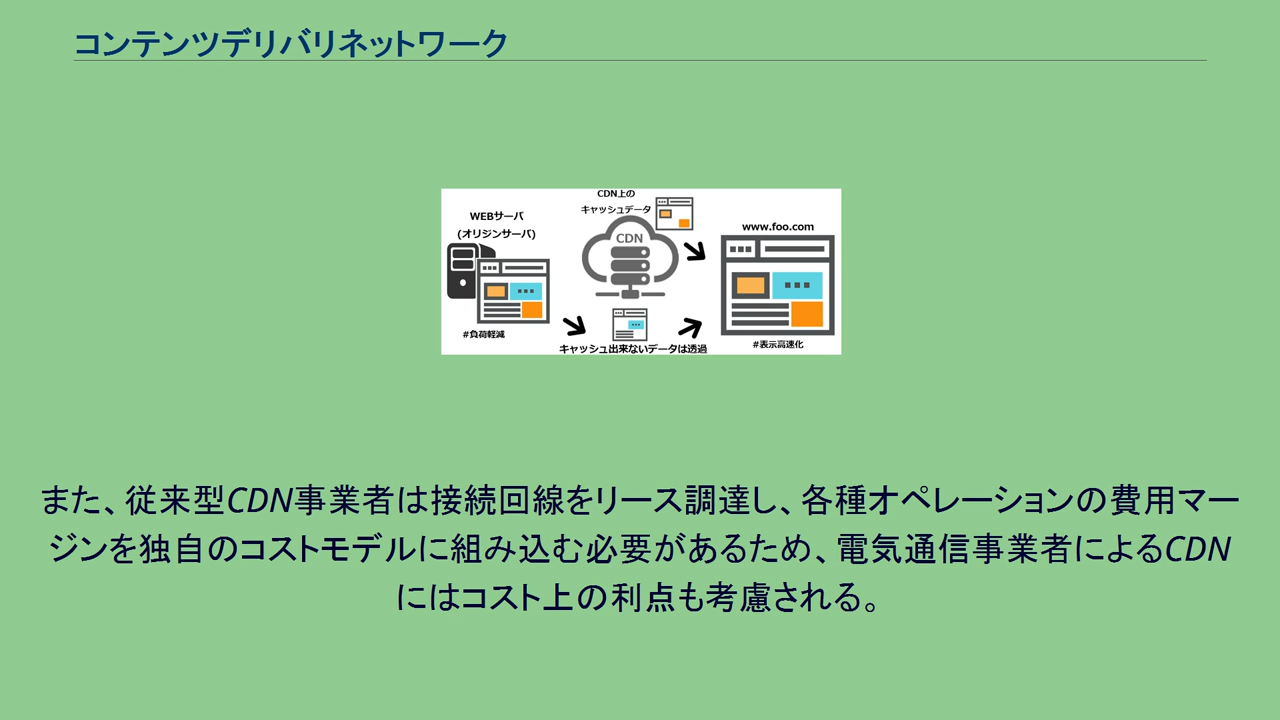 コンテンツデリバリネットワーク
CDN上の
キャッシュデータ
WEBサーバ
(オリジンサーバ)
CDN
www.foo.com
#負荷軽減
キャッシュ出来ないデータは透過
#表示高速化
また、従来型CDN事業者は接続回線をリース調達し、各種オペレーションの費用マー
ジンを独自のコストモデルに組み込む必要があるため、電気通信事業者によるCDN
にはコスト上の利点も考慮される。